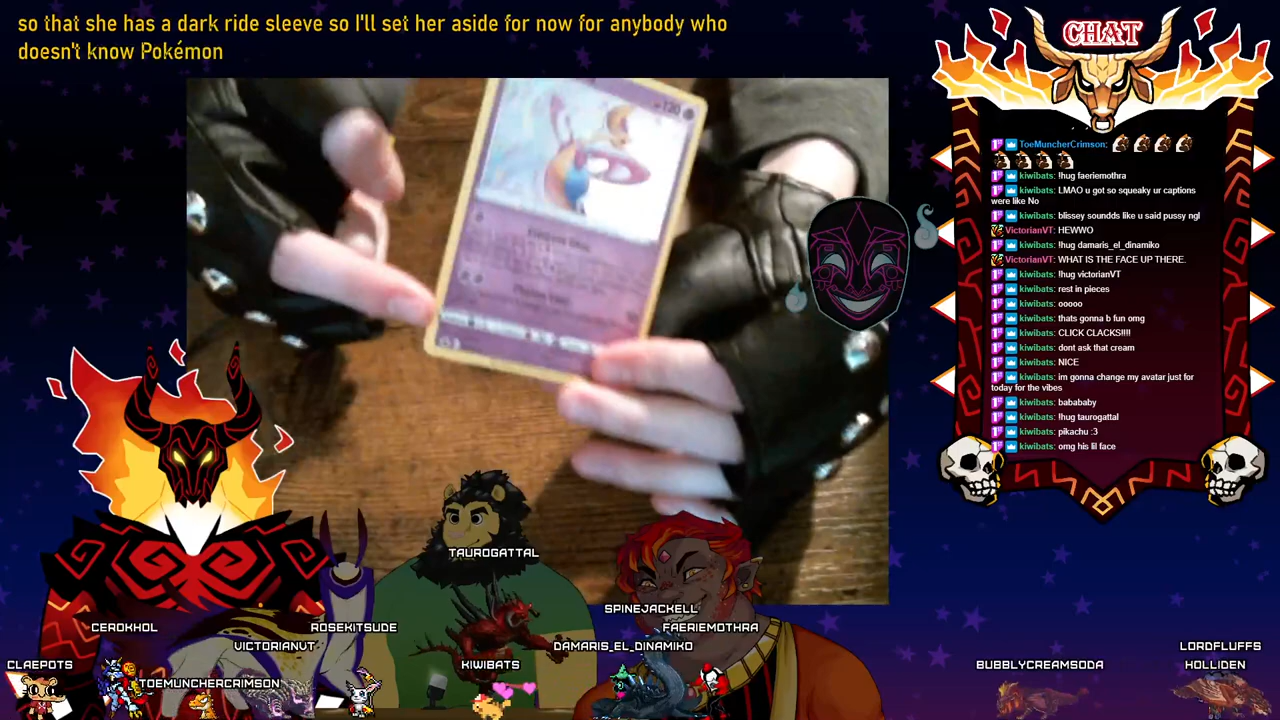 so that she has a dark ride sleeve so I'll set her aside for now for anybody who
doesn't know Pokémon
CHAT
ToeMuncherCrimson:
kiwibats: !hug faeriemothra
kiwibats: LMAO u got so squeaky ur captions
were like No
kiwibats: blissey soundds like u said pussy ngl
VictorianVT: HEWWO
kiwibats: !hug damaris_el_dinamiko
VictorianVT: WHAT IS THE FACE UP THERE.
kiwibats: !hug victorianVT
kiwibats: rest in pieces
kiwibats: ooooo
kiwibats: thats gonna b fun omg
kiwibats: CLICK CLACKS!!!!
kiwibats: dont ask that cream
kiwibats: NICE
kiwibats: im gonna change my avatar just for
today for the vibes
kiwibats: babababy
kiwibats: !hug taurogattal
kiwibats: pikachu :3
kiwibats: omg his lil face
120
TAUROGATTAL
SPINEJACKELL
CEROKHOL
ROSEKITSUDE
FAERIEMOTHRA
VICTORIANVT
DAMARIS_EL_DINAMIKO
LORDFLUFFS
CLAEPOTS
KIWIBATS
BUBBLYCREAMSODA
HOLLIDEN
TOEMUNCHERCRIMSON